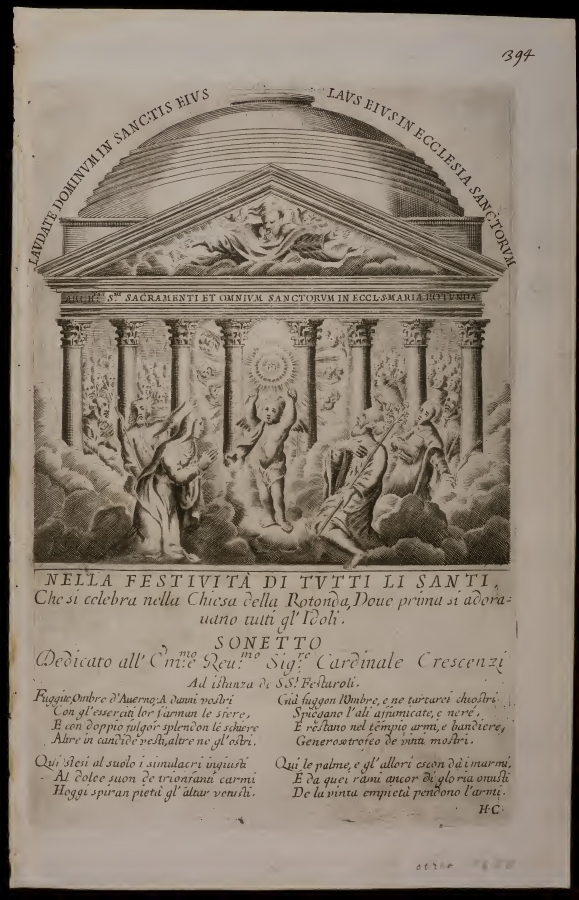 394
LAVDATE DOMINVM IN SANCTIS EIVS
LAVS EIVS IN ECCLESIA SANCTORVM
ARCH. S.mi SACRAMENTI ET OMNIVM SANCTORVM IN ECCL. S. MARIÆ ROTVNDÆ
NELLA FESTIVITÀ DI TVTTI LI SANTI,
Che si celebra nella Chiesa della Rotonda, Doue prima si adora-
uano tutti gl' Idoli.
SONETTO
Dedicato all' Em.mo e Reu.mo Sig.re Cardinale Crescenzi
Ad istanza de SS.ri Festaroli.
Fuggite, Ombre d'Auerno: A danni vostri
Con gl'esserciti lor s'arman le sfere,
E con doppio fulgor splendon le schiere
Altre in candide vesti, altre ne gl'ostri.
Qui stesi al suolo i simulacri ingiusti
Al dolce suon de trionfanti carmi
Hoggi spiran pietà gl'altar venusti.
Già fuggon l'Ombre, e ne tartarei chiostri
Spiegano l'ali affumicate, e nere,
E restano nel tempio armi, e bandiere,
Generoso trofeo de vinti mostri.
Qui le palme, e gl'allori escon da i marmi,
E da quei rami ancor di gloria onusti
De la vinta empietà pendono l'armi.
H. C.